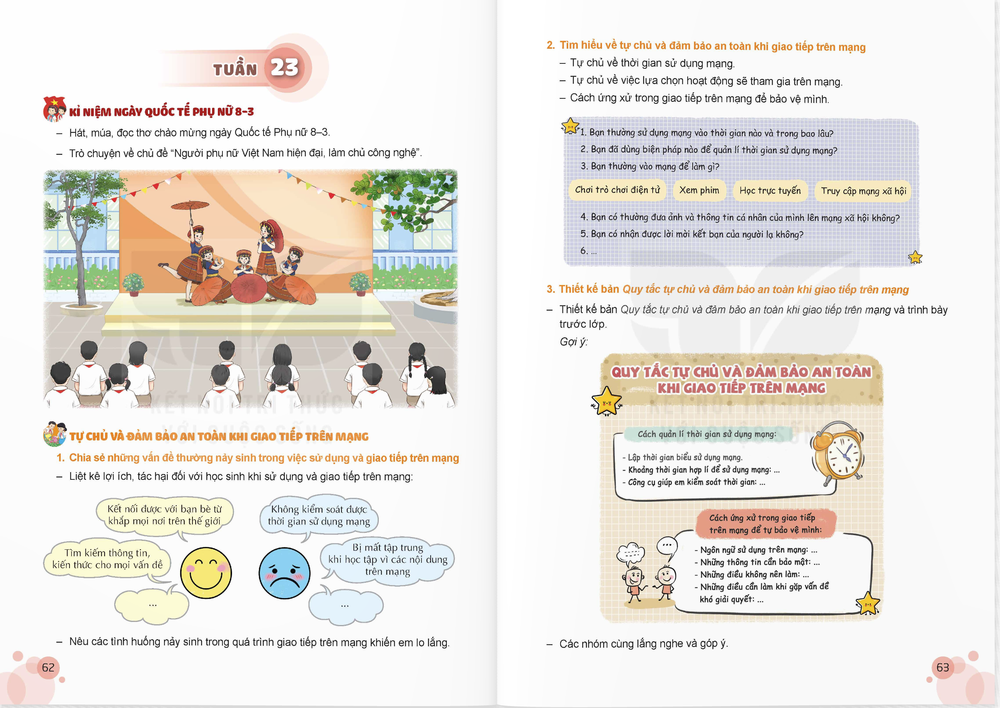 TUẦN 23
KỈ NIỆM NGÀY QUỐC TẾ PHỤ NỮ 8-3
– Hát, múa, đọc thơ chào mừng ngày Quốc tế Phụ nữ 8–3.
– Trò chuyện về chủ đề “Người phụ nữ Việt Nam hiện đại, làm chủ công nghệ”.
KẾT NỐI TRI THỨC
VỚI CUỘC SỐNG
TỰ CHỦ VÀ ĐẢM BẢO AN TOÀN KHI GIAO TIẾP TRÊN MẠNG
1. Chia sẻ những vấn đề thường nảy sinh trong việc sử dụng và giao tiếp trên mạng
– Liệt kê lợi ích, tác hại đối với học sinh khi sử dụng và giao tiếp trên mạng:
Kết nối được với bạn bè từ
khắp mọi nơi trên thế giới
Tìm kiếm thông tin,
kiến thức cho mọi vấn đề
...
Không kiểm soát được
thời gian sử dụng mạng
Bị mất tập trung
khi học tập vì các nội dung
trên mạng
...
– Nêu các tình huống nảy sinh trong quá trình giao tiếp trên mạng khiến em lo lắng.
62
2. Tìm hiểu về tự chủ và đảm bảo an toàn khi giao tiếp trên mạng
– Tự chủ về thời gian sử dụng mạng.
– Tự chủ về việc lựa chọn hoạt động sẽ tham gia trên mạng.
– Cách ứng xử trong giao tiếp trên mạng để bảo vệ mình.
1. Bạn thường sử dụng mạng vào thời gian nào và trong bao lâu?
2. Bạn đã dùng biện pháp nào để quản lí thời gian sử dụng mạng?
3. Bạn thường vào mạng để làm gì?
Chơi trò chơi điện tử
Xem phim
Học trực tuyến
Truy cập mạng xã hội
4. Bạn có thường đưa ảnh và thông tin cá nhân của mình lên mạng xã hội không?
5. Bạn có nhận được lời mời kết bạn của người lạ không?
6. ...
3. Thiết kế bản Quy tắc tự chủ và đảm bảo an toàn khi giao tiếp trên mạng
– Thiết kế bản Quy tắc tự chủ và đảm bảo an toàn khi giao tiếp trên mạng và trình bày
trước lớp.
Gợi ý:
QUY TẮC TỰ CHỦ VÀ ĐẢM BẢO AN TOÀN
KHI GIAO TIẾP TRÊN MẠNG
KẾT NỐI TRI THỨC
VỚI CUỘC SỐNG
Cách quản lí thời gian sử dụng mạng:
- Lập thời gian biểu sử dụng mạng.
- Khoảng thời gian hợp lí để sử dụng mạng: ...
- Công cụ giúp em kiểm soát thời gian: ...
Cách ứng xử trong giao tiếp
trên mạng để tự bảo vệ mình:
- Ngôn ngữ sử dụng trên mạng: ...
- Những thông tin cần bảo mật: ...
- Những điều không nên làm: ...
- Những điều cần làm khi gặp vấn đề
khó giải quyết: ...
– Các nhóm cùng lắng nghe và góp ý.
63